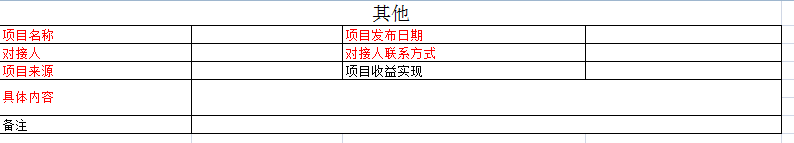 其他
项目名称 项目发布日期
对接人 对接人联系方式
项目来源 项目收益实现
具体内容
备注